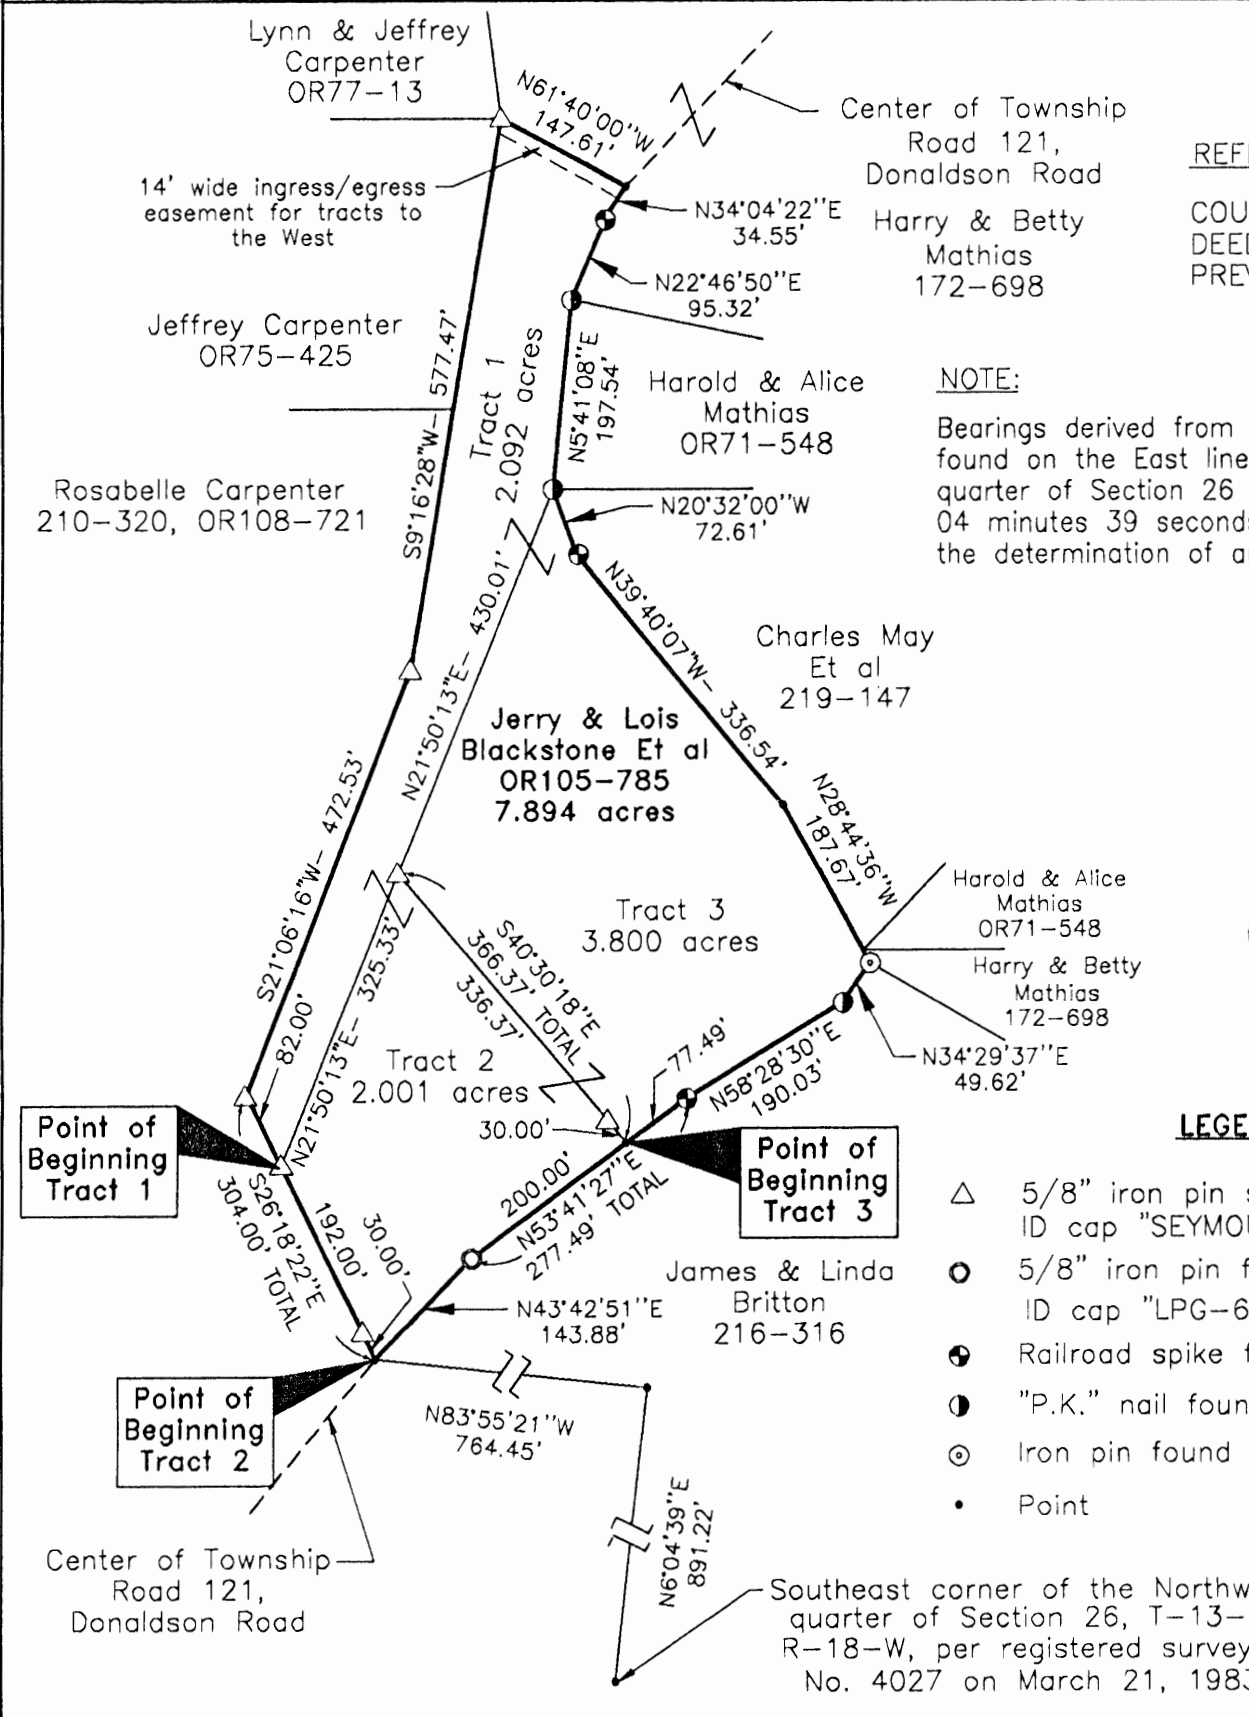 Lynn & Jeffrey
Carpenter
OR77-13
N61°40'00"W
147.61'
Center of Township
Road 121,
Donaldson Road
14' wide ingress/egress
easement for tracts to
the West
N34°04'22"E
34.55'
Harry & Betty
Mathias
172-698
COU
DEED
PREV
N22°46'50"E
95.32'
Jeffrey Carpenter
OR75-425
S9°16'28"W- 577.47'
Tract 1
2.092 acres
N5°41'08"E
197.54'
Harold & Alice
Mathias
OR71-548
NOTE:
Bearings derived from
found on the East line
quarter of Section 26
04 minutes 39 seconds
the determination of a
Rosabelle Carpenter
210-320, OR108-721
N20°32'00"W
72.61'
N39°40'07"W- 336.54'
N21°50'13"E- 430.01'
Charles May
Et al
219-147
Jerry & Lois
Blackstone Et al
OR105-785
7.894 acres
S21°06'16"W- 472.53'
N28°44'36"W
187.67'
Harold & Alice
Mathias
OR71-548
Tract 3
3.800 acres
S40°30'18"E
366.37' TOTAL
336.37'
Harry & Betty
Mathias
172-698
N21°50'13"E- 325.33'
82.00'
Tract 2
2.001 acres
77.49'
N58°28'30"E
190.03'
N34°29'37"E
49.62'
30.00'
Point of
Beginning
Tract 1
Point of
Beginning
Tract 3
LEGE
S26°18'22"E
304.00' TOTAL
192.00'
30.00'
200.00'
N53°41'27"E
277.49' TOTAL
5/8" iron pin s
ID cap "SEYMOU
5/8" iron pin f
ID cap "LPG-6
James & Linda
Britton
216-316
N43°42'51"E
143.88'
Railroad spike f
"P.K." nail foun
Iron pin found
Point
Point of
Beginning
Tract 2
N83°55'21"W
764.45'
N6°04'39"E
891.22'
Center of Township
Road 121,
Donaldson Road
Southeast corner of the Northw
quarter of Section 26, T-13-
R-18-W, per registered survey
No. 4027 on March 21, 1983